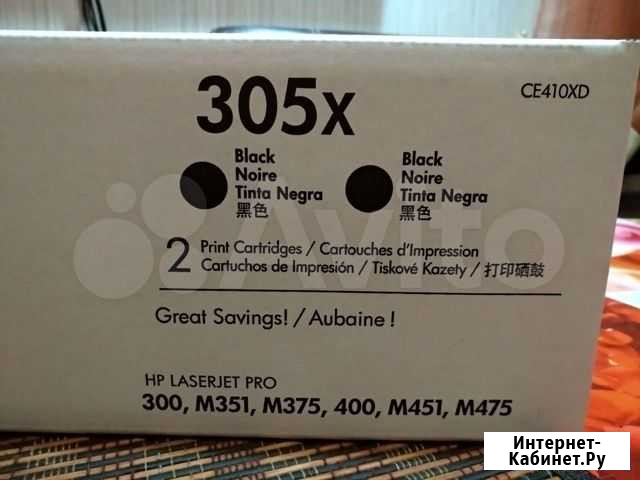 305X
CE410XD
Black
Noire
Tinta Negra
黑色
Black
Noire
Tinta Negra
黑色
2 Print Cartridges / Cartouches d'Impression
Cartuchos de Impresión / Tiskové Kazety / 打印硒鼓
Great Savings! / Aubaine !
HP LASERJET PRO
300, M351, M375, 400, M451, M475
Avito
Интернет-
Кабинет.Ру